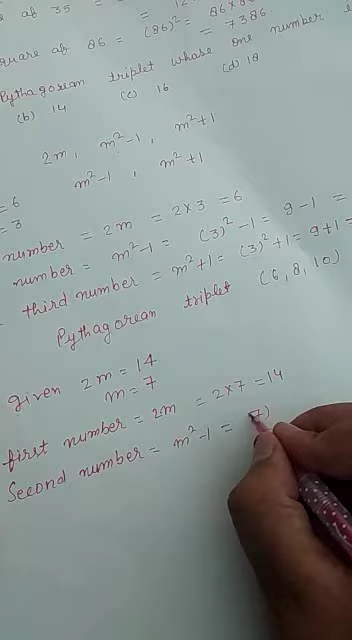 e of 35 =
square of 86 = (86)² = 86×8
= 7386
Pythagorean triplet whose one number
(b) 14 (c) 16 (d) 18
2m, m²-1, m²+1
m²-1, m²+1
= 6
= 3
number = 2m = 2×3 = 6
number = m²-1 = (3)²-1 = 9-1 =
third number = m²+1 = (3)²+1 = 9+1 =
Pythagorean triplet (6, 8, 10)
given 2m = 14
m = 7
first number = 2m = 2×7 = 14
Second number = m²-1 = 7)